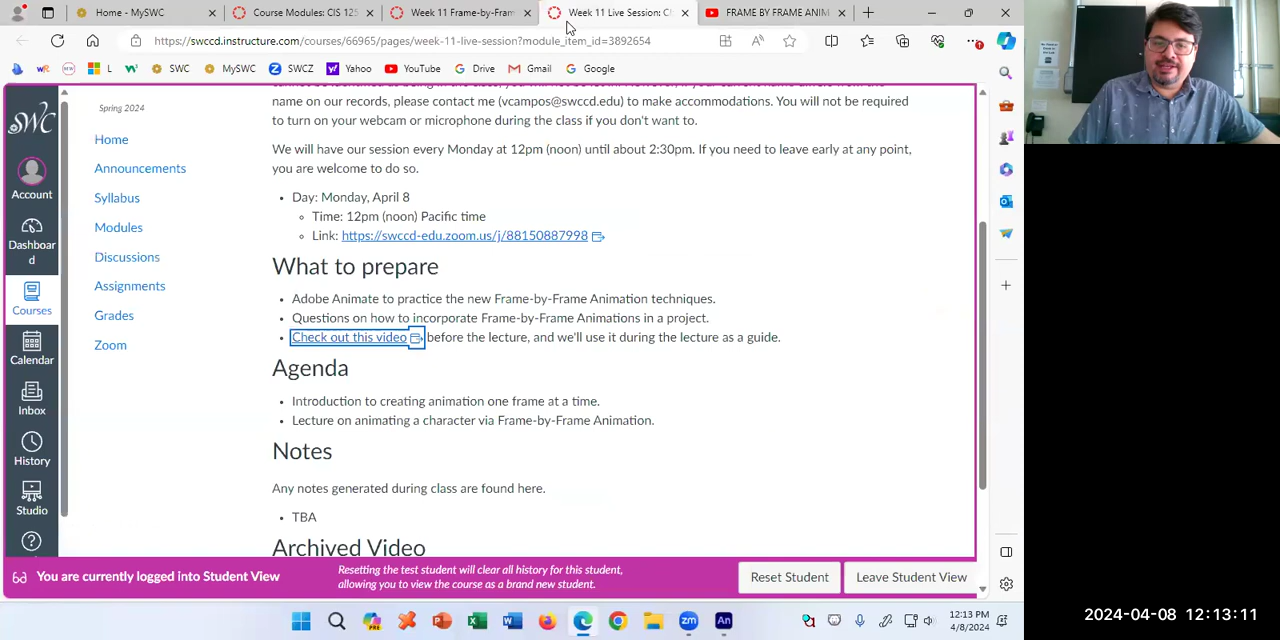 Home - MySWC
Course Modules: CIS 125
Week 11 Frame-by-Fram
Week 11 Live Session: C
FRAME BY FRAME ANIM
https://swccd.instructure.com/courses/66965/pages/week-11-live-session?module_item_id=3892654
L
SWC
MySWC
SWCZ
Yahoo
YouTube
Drive
Gmail
Google
SWC
Account
Dashboar
d
Courses
Calendar
Inbox
History
Studio
Spring 2024
Home
Announcements
Syllabus
Modules
Discussions
Assignments
Grades
Zoom
name on our records, please contact me (vcampos@swccd.edu) to make accommodations. You will not be required
to turn on your webcam or microphone during the class if you don't want to.
We will have our session every Monday at 12pm (noon) until about 2:30pm. If you need to leave early at any point,
you are welcome to do so.
Day: Monday, April 8
Time: 12pm (noon) Pacific time
Link: https://swccd-edu.zoom.us/j/88150887998
What to prepare
Adobe Animate to practice the new Frame-by-Frame Animation techniques.
Questions on how to incorporate Frame-by-Frame Animations in a project.
Check out this video before the lecture, and we'll use it during the lecture as a guide.
Agenda
Introduction to creating animation one frame at a time.
Lecture on animating a character via Frame-by-Frame Animation.
Notes
Any notes generated during class are found here.
TBA
Archived Video
You are currently logged into Student View
Resetting the test student will clear all history for this student,
allowing you to view the course as a brand new student.
Reset Student
Leave Student View
12:13 PM
4/8/2024
2024-04-08 12:13:11